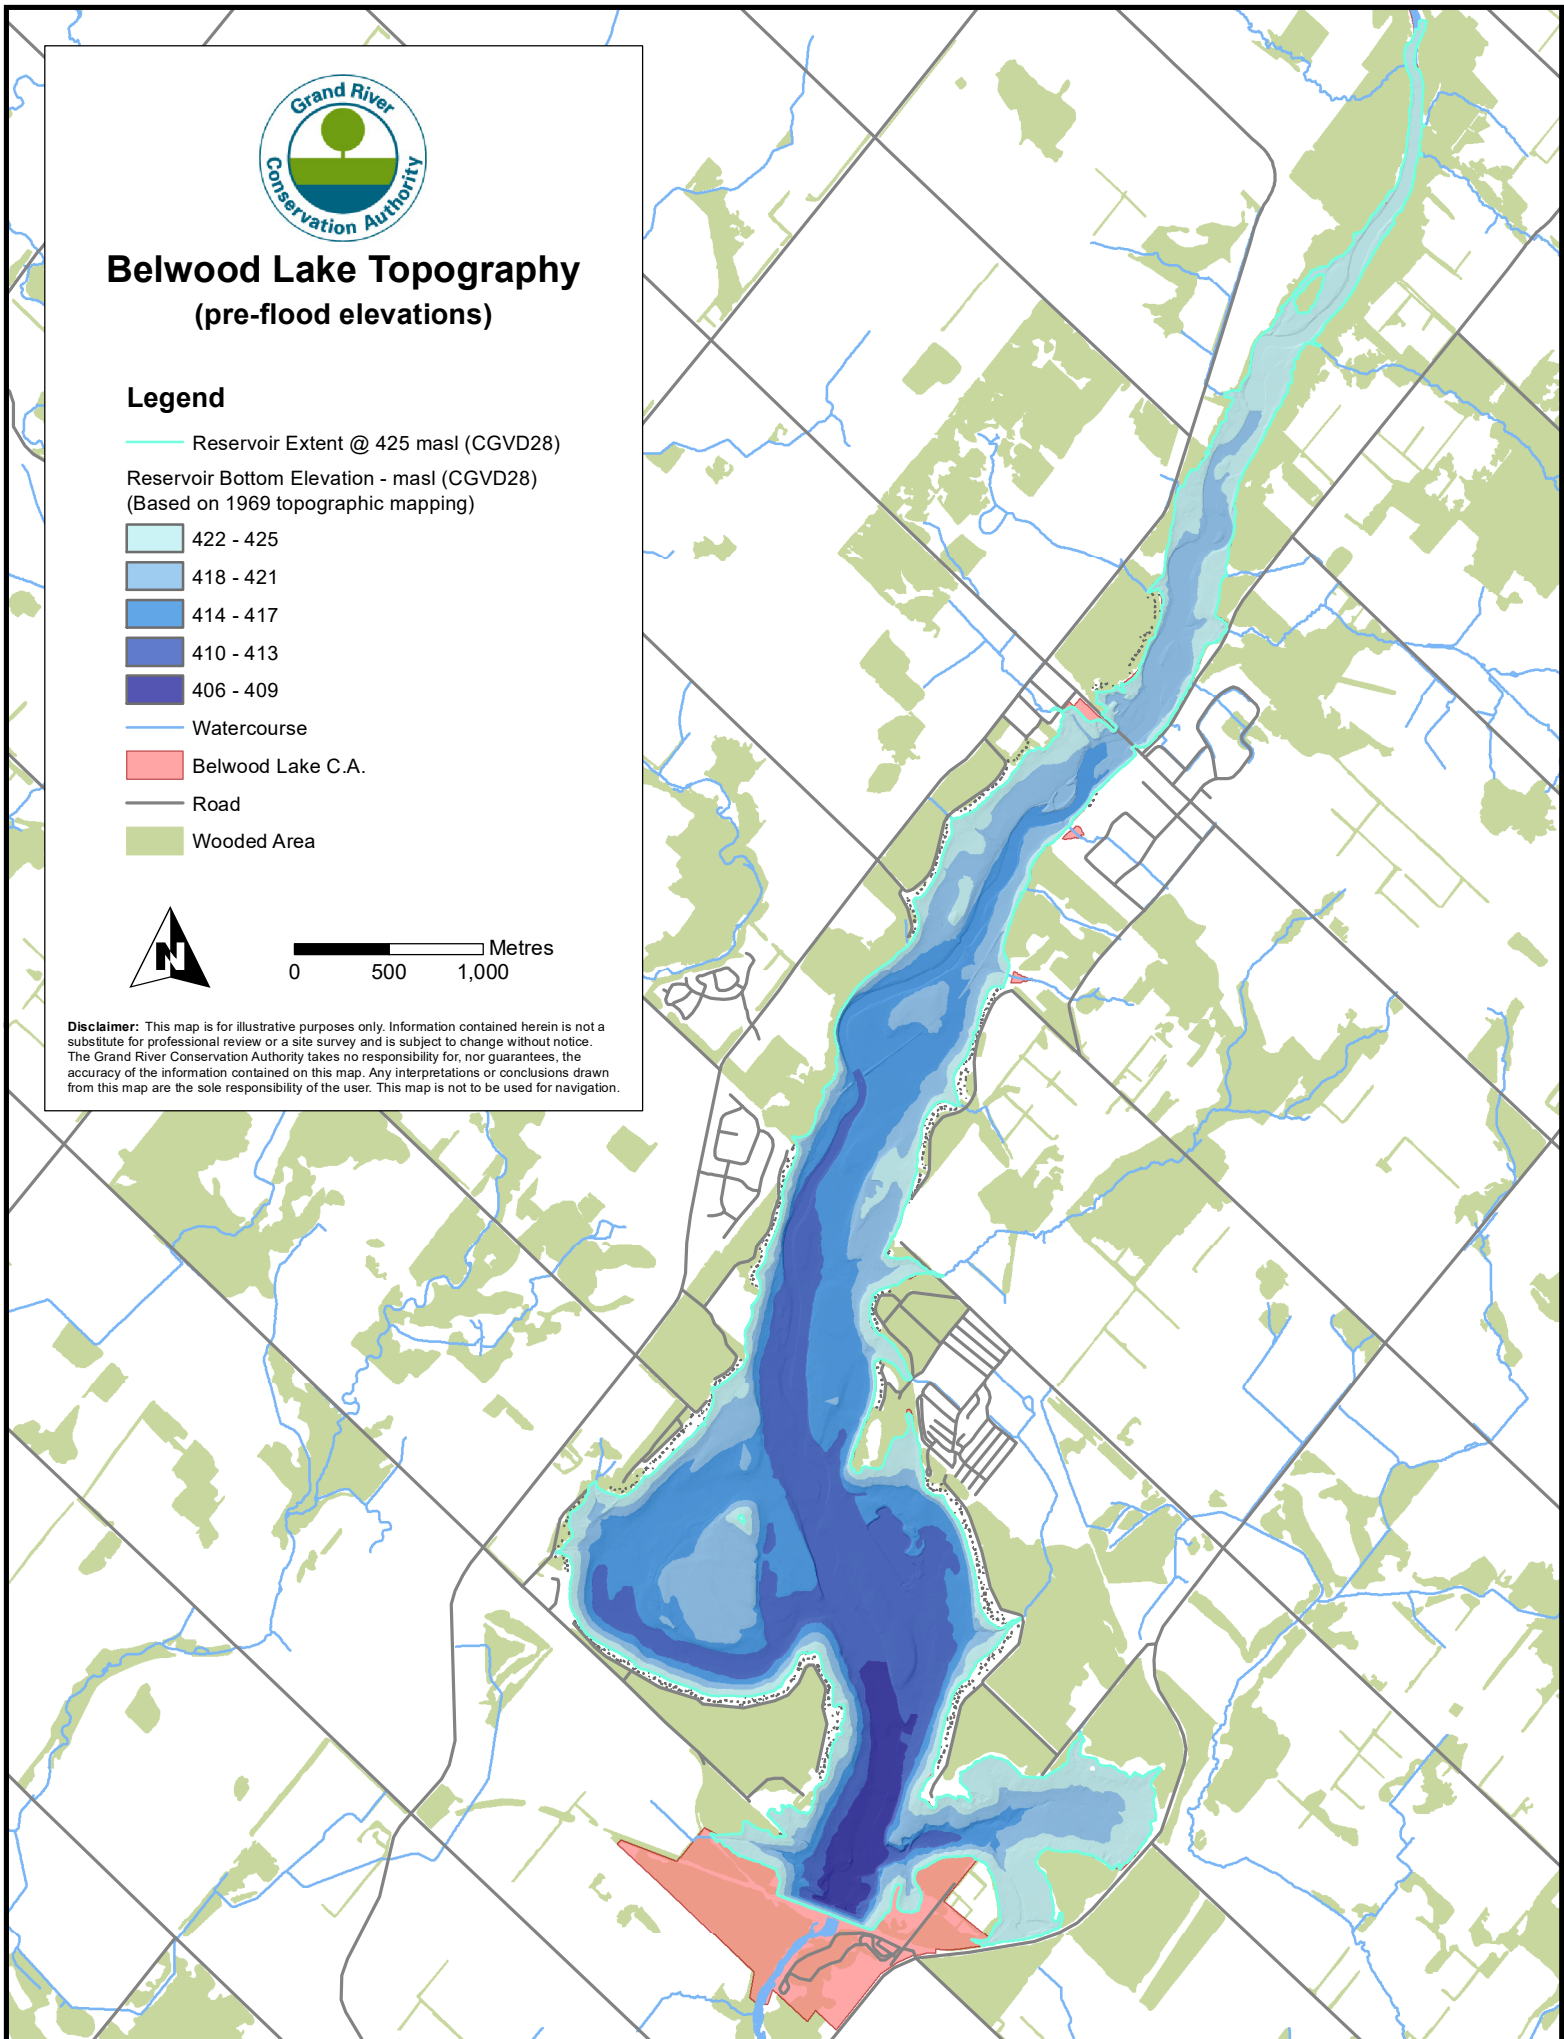 Grand River
Conservation Authority
Belwood Lake Topography
(pre-flood elevations)
Legend
Reservoir Extent @ 425 masl (CGVD28)
Reservoir Bottom Elevation - masl (CGVD28)
(Based on 1969 topographic mapping)
422 - 425
418 - 421
414 - 417
410 - 413
406 - 409
Watercourse
Belwood Lake C.A.
Road
Wooded Area
N
Metres
0 500 1,000
Disclaimer: This map is for illustrative purposes only. Information contained herein is not a
substitute for professional review or a site survey and is subject to change without notice.
The Grand River Conservation Authority takes no responsibility for, nor guarantees, the
accuracy of the information contained on this map. Any interpretations or conclusions drawn
from this map are the sole responsibility of the user. This map is not to be used for navigation.